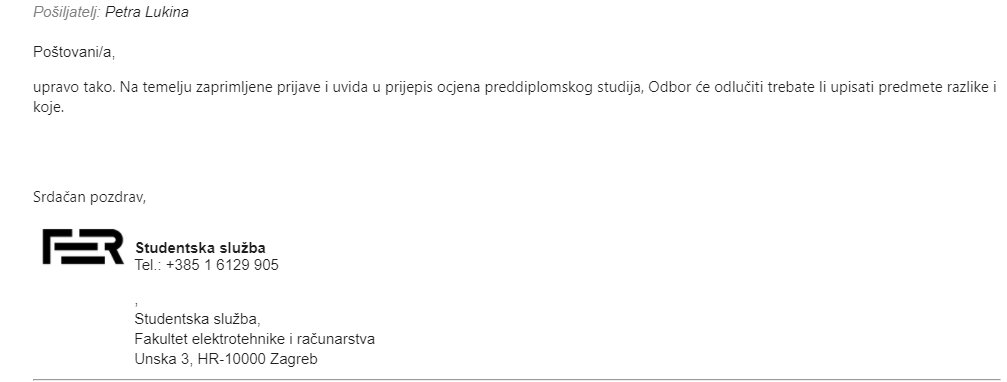 Pošiljatelj: Petra Lukina
Poštovani/a,
upravo tako. Na temelju zaprimljene prijave i uvida u prijepis ocjena preddiplomskog studija, Odbor će odlučiti trebate li upisati predmete razlike i
koje.
Srdačan pozdrav,
FER
Studentska služba
Tel.: +385 1 6129 905
,
Studentska služba,
Fakultet elektrotehnike i računarstva
Unska 3, HR-10000 Zagreb